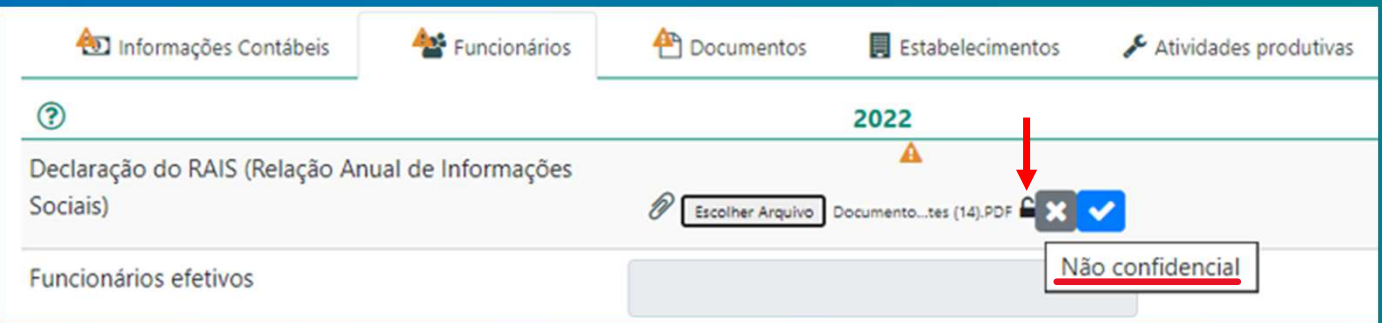 Informações Contábeis
Funcionários
Documentos
Estabelecimentos
Atividades produtivas
2022
Declaração do RAIS (Relação Anual de Informações
Sociais)
Escolher Arquivo
Documento...tes (14).PDF
Não confidencial
Funcionários efetivos